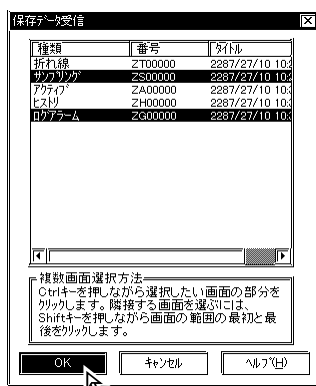 保存ﾃﾞｰﾀ受信
種類 番号 ﾀｲﾄﾙ
折れ線 ZT00000 2287/27/10 10:
ｻﾝﾌﾟﾘﾝｸﾞ ZS00000 2287/27/10 10:
ｱｸﾃｨﾌﾞ ZA00000 2287/27/10 10:
ﾋｽﾄﾘ ZH00000 2287/27/10 10:
ﾛｸﾞｱﾗｰﾑ ZG00000 2287/27/10 10:
複数画面選択方法
Ctrlｷｰを押しながら選択したい画面の部分を
ｸﾘｯｸします。隣接する画面を選ぶには、
Shiftｷｰを押しながら画面の範囲の最初と最
後をｸﾘｯｸします。
OK ｷｬﾝｾﾙ ﾍﾙﾌﾟ(H)